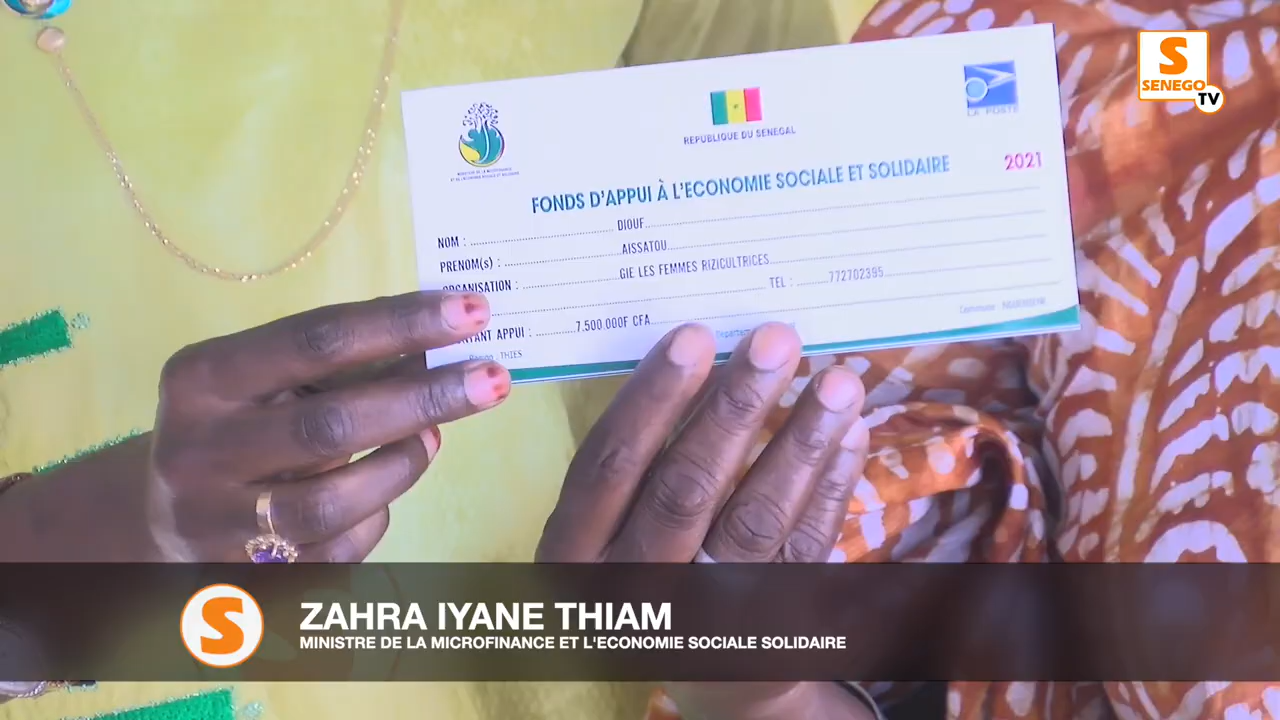 S
SENEGO
TV
LA POSTE
REPUBLIQUE DU SENEGAL
FONDS D'APPUI À L'ECONOMIE SOCIALE ET SOLIDAIRE
2021
NOM : DIOUF
PRENOM(s) : AISSATOU
ORGANISATION : GIE LES FEMMES RIZICULTRICES
TEL : 772702395
APPUI : 7.500.000F CFA
THIES
Commune
S
ZAHRA IYANE THIAM
MINISTRE DE LA MICROFINANCE ET L'ECONOMIE SOCIALE SOLIDAIRE